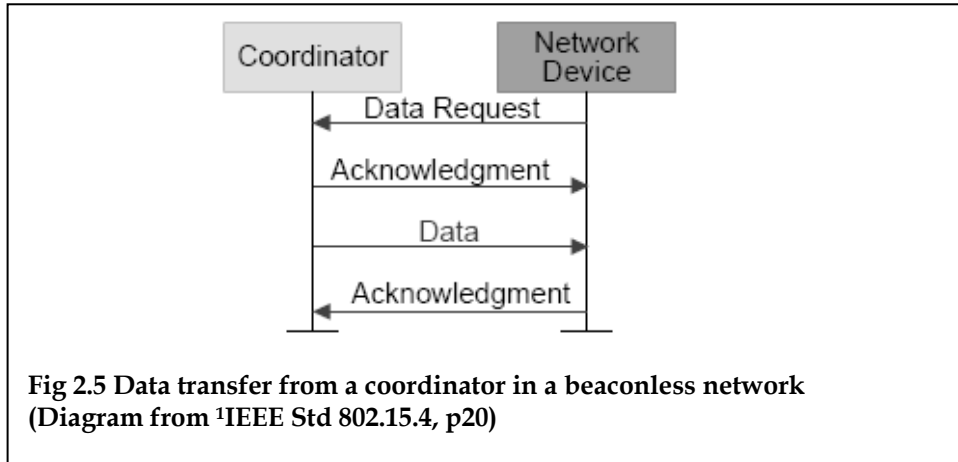 Coordinator
Network
Device
Data Request
Acknowledgment
Data
Acknowledgment
Fig 2.5 Data transfer from a coordinator in a beaconless network
(Diagram from ¹IEEE Std 802.15.4, p20)